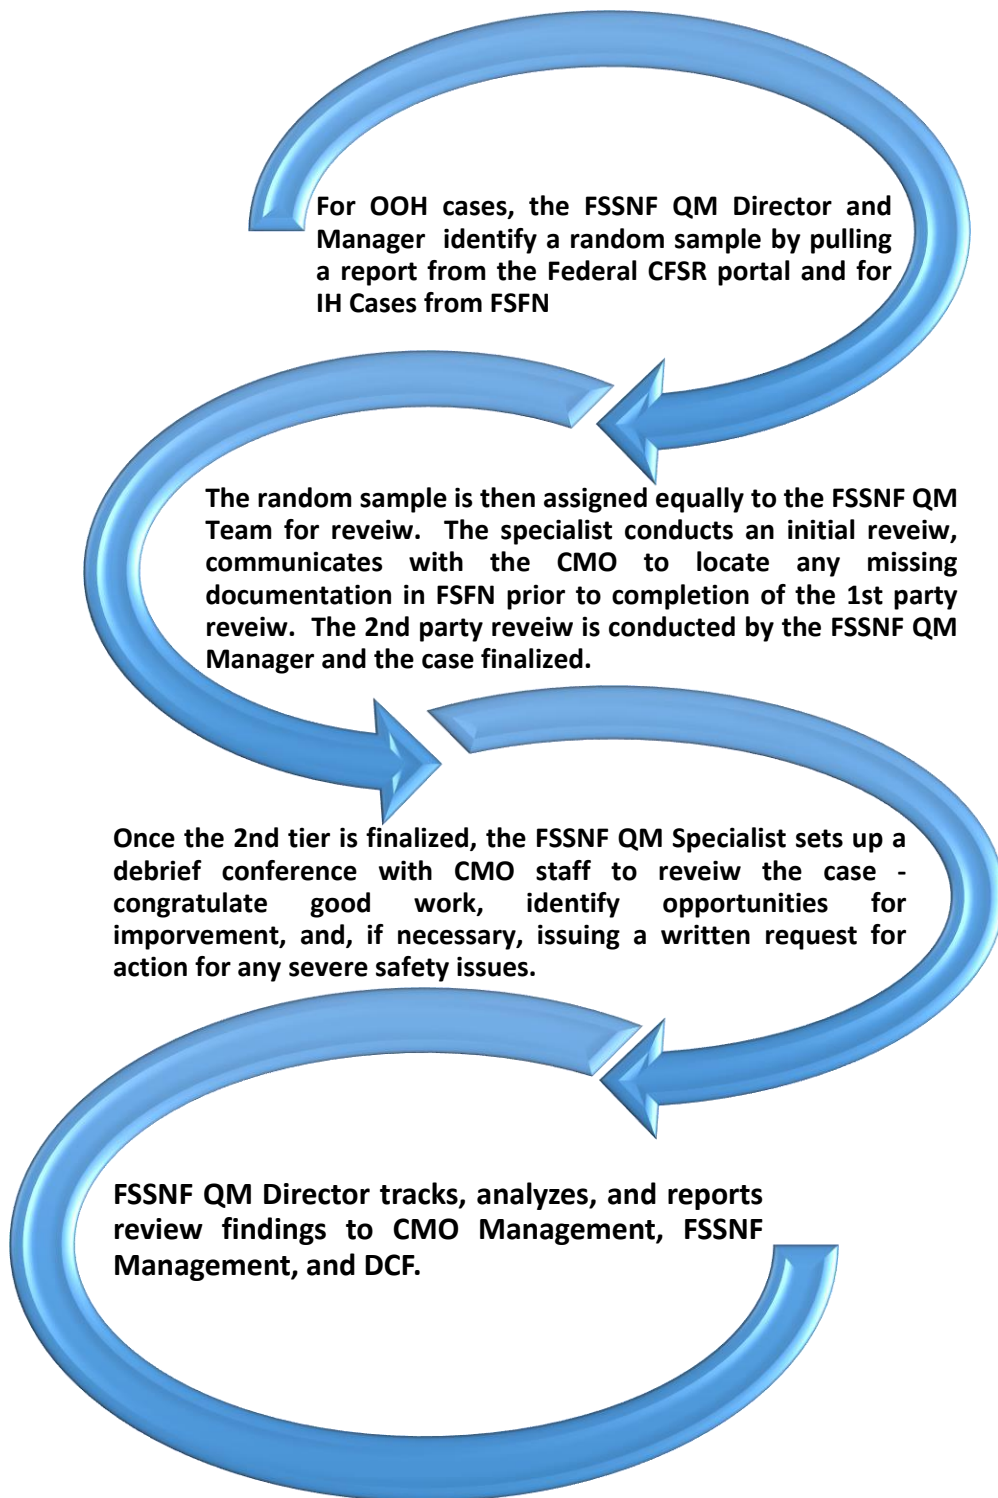 For OOH cases, the FSSNF QM Director and
Manager identify a random sample by pulling
a report from the Federal CFSR portal and for
IH Cases from FSFN
The random sample is then assigned equally to the FSSNF QM
Team for reveiw. The specialist conducts an initial reveiw,
communicates with the CMO to locate any missing
documentation in FSFN prior to completion of the 1st party
reveiw. The 2nd party reveiw is conducted by the FSSNF QM
Manager and the case finalized.
Once the 2nd tier is finalized, the FSSNF QM Specialist sets up a
debrief conference with CMO staff to reveiw the case -
congratulate good work, identify opportunities for
imporvement, and, if necessary, issuing a written request for
action for any severe safety issues.
FSSNF QM Director tracks, analyzes, and reports
review findings to CMO Management, FSSNF
Management, and DCF.